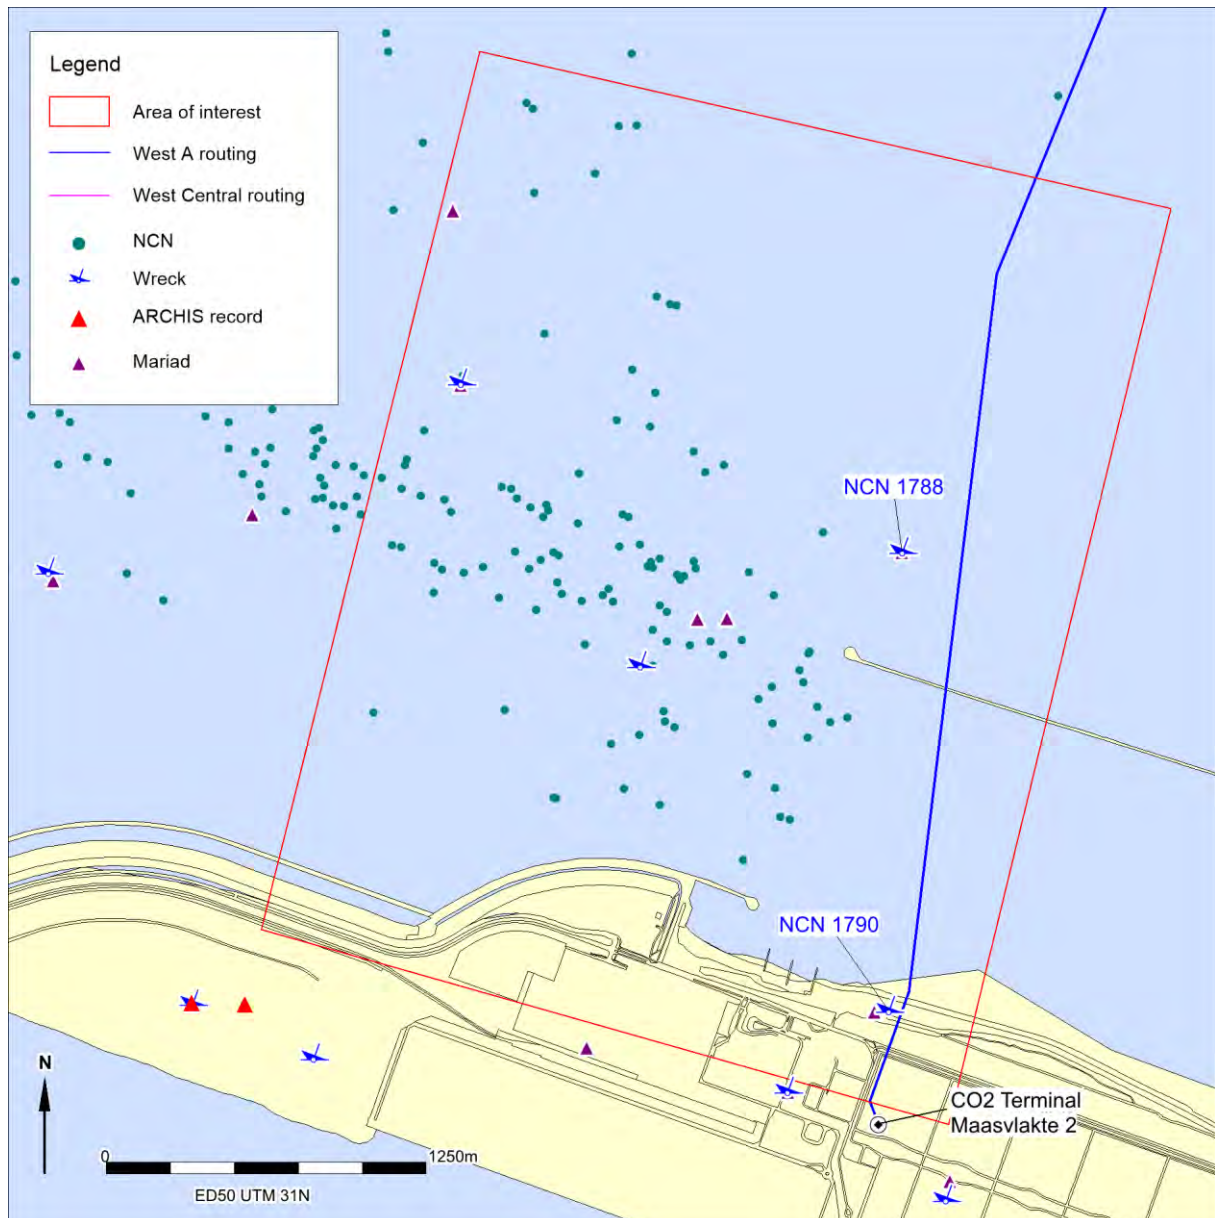 Legend
Area of interest
West A routing
West Central routing
NCN
Wreck
ARCHIS record
Mariad
NCN 1788
NCN 1790
CO2 Terminal
Maasvlakte 2
N
0
1250m
ED50 UTM 31N